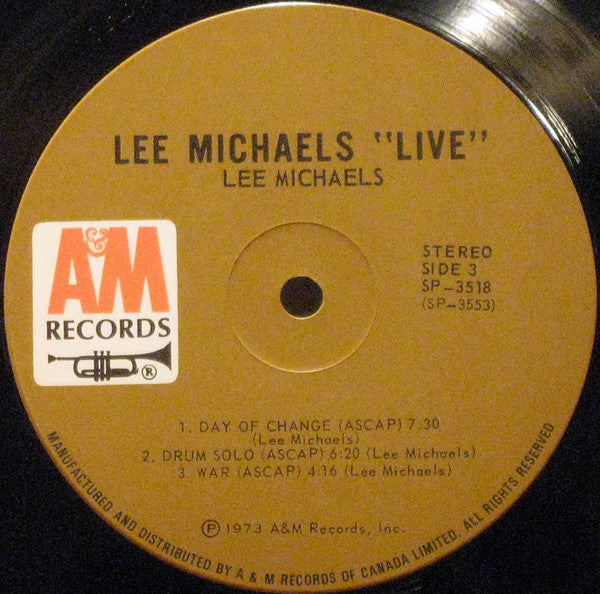 LEE MICHAELS "LIVE"
LEE MICHAELS
A&M
RECORDS
®
STEREO
SIDE 3
SP-3518
(SP-3553)
1. DAY OF CHANGE (ASCAP) 7:30
(Lee Michaels)
2. DRUM SOLO (ASCAP) 6:20 (Lee Michaels)
3. WAR (ASCAP) 4:16 (Lee Michaels)
℗ 1973 A&M Records, Inc.
MANUFACTURED AND DISTRIBUTED BY A & M RECORDS OF CANADA LIMITED. ALL RIGHTS RESERVED